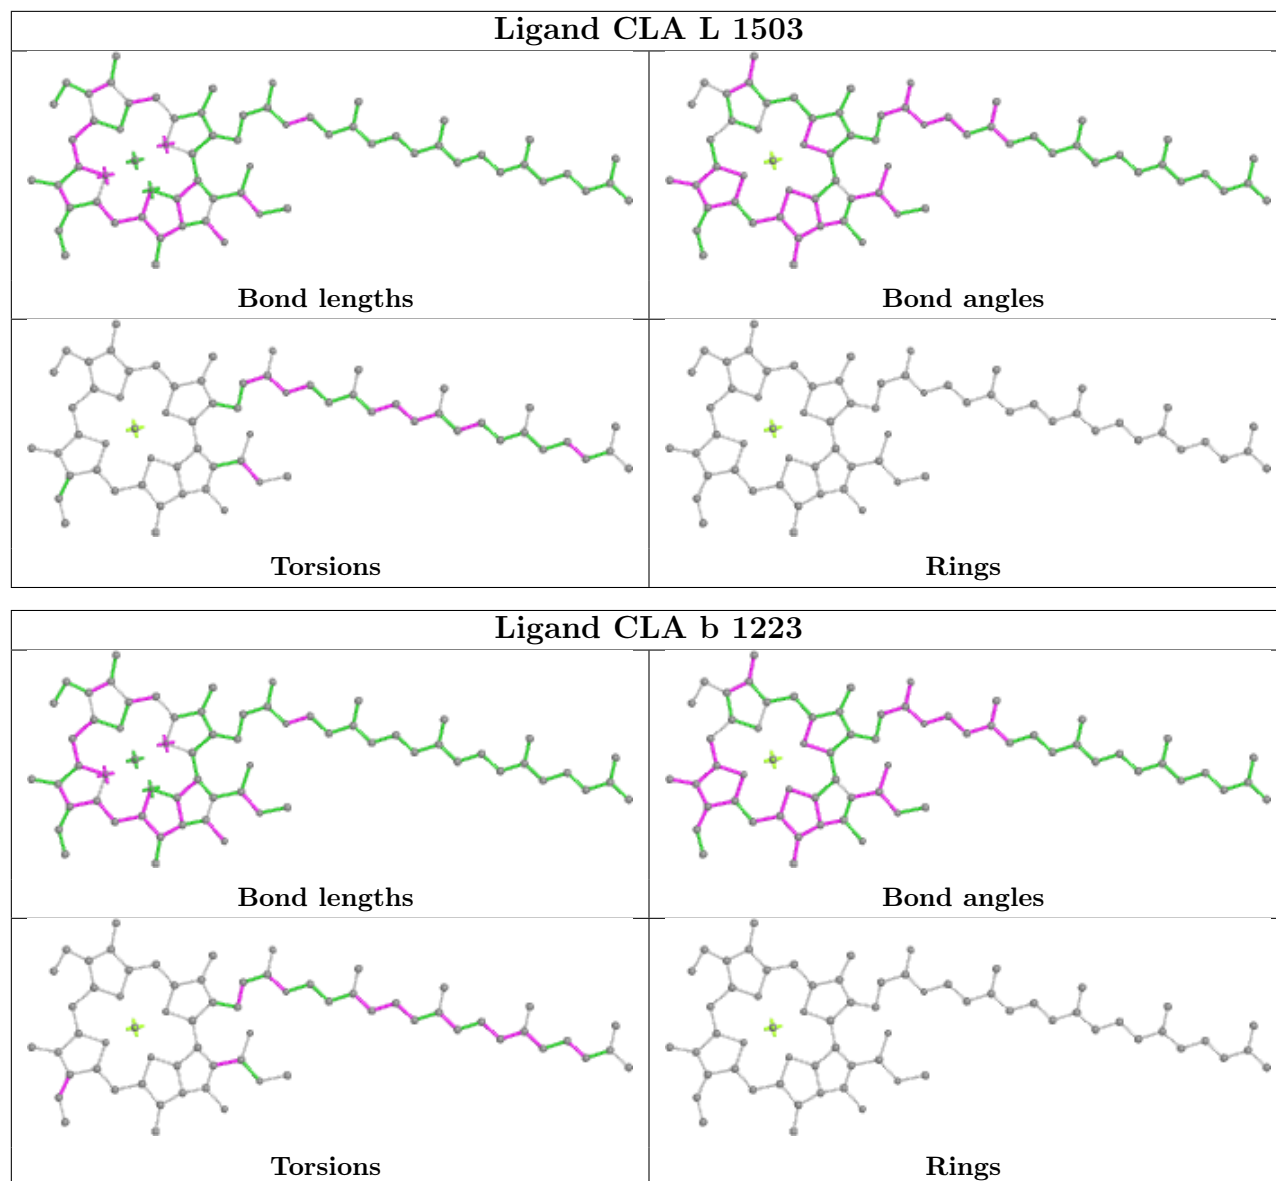 Ligand CLA L 1503
Bond lengths
Bond angles
Torsions
Rings
Ligand CLA b 1223
Bond lengths
Bond angles
Torsions
Rings